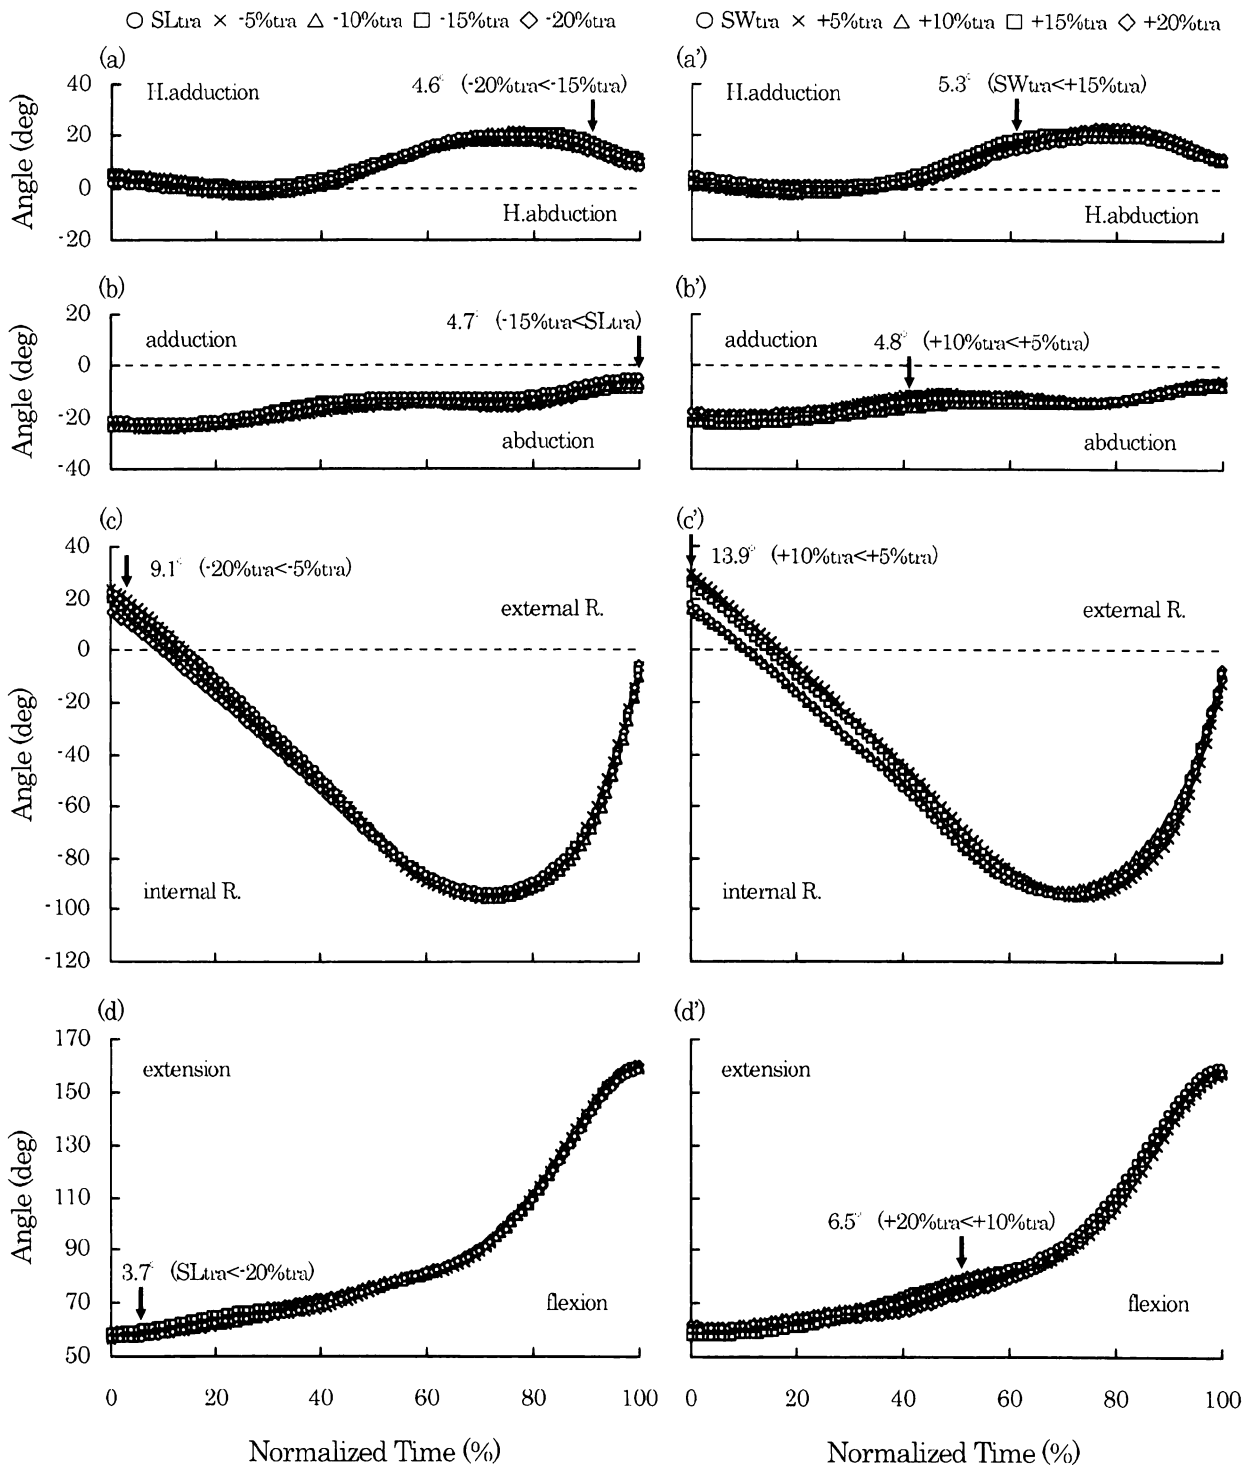 ○ SLtra × -5%tra △ -10%tra □ -15%tra ◇ -20%tra
○ SWtra × +5%tra △ +10%tra □ +15%tra ◇ +20%tra
(a)
Angle (deg)
40
20
0
-20
H.adduction
4.6° (-20%tra<-15%tra)
H.abduction
(a')
H.adduction
5.3° (SWtra<+15%tra)
H.abduction
(b)
Angle (deg)
20
0
-20
-40
adduction
4.7° (-15%tra<SLtra)
abduction
(b')
adduction
4.8° (+10%tra<+5%tra)
abduction
(c)
Angle (deg)
40
20
0
-20
-40
-60
-80
-100
-120
9.1° (-20%tra<-5%tra)
external R.
internal R.
(c')
13.9° (+10%tra<+5%tra)
external R.
internal R.
(d)
Angle (deg)
170
150
130
110
90
70
50
extension
3.7° (SLtra<-20%tra)
flexion
0 20 40 60 80 100
Normalized Time (%)
(d')
extension
6.5° (+20%tra<+10%tra)
flexion
0 20 40 60 80 100
Normalized Time (%)